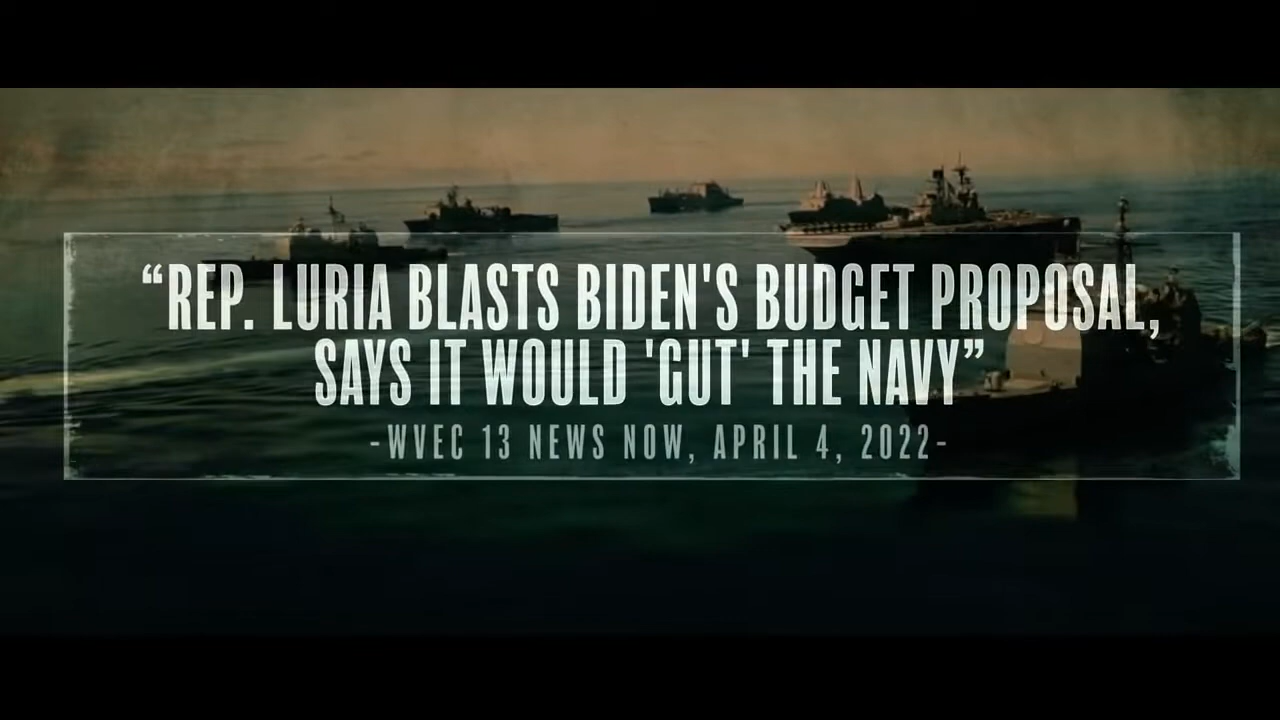 “REP. LURIA BLASTS BIDEN'S BUDGET PROPOSAL,
SAYS IT WOULD 'GUT' THE NAVY”
-WVEC 13 NEWS NOW, APRIL 4, 2022-